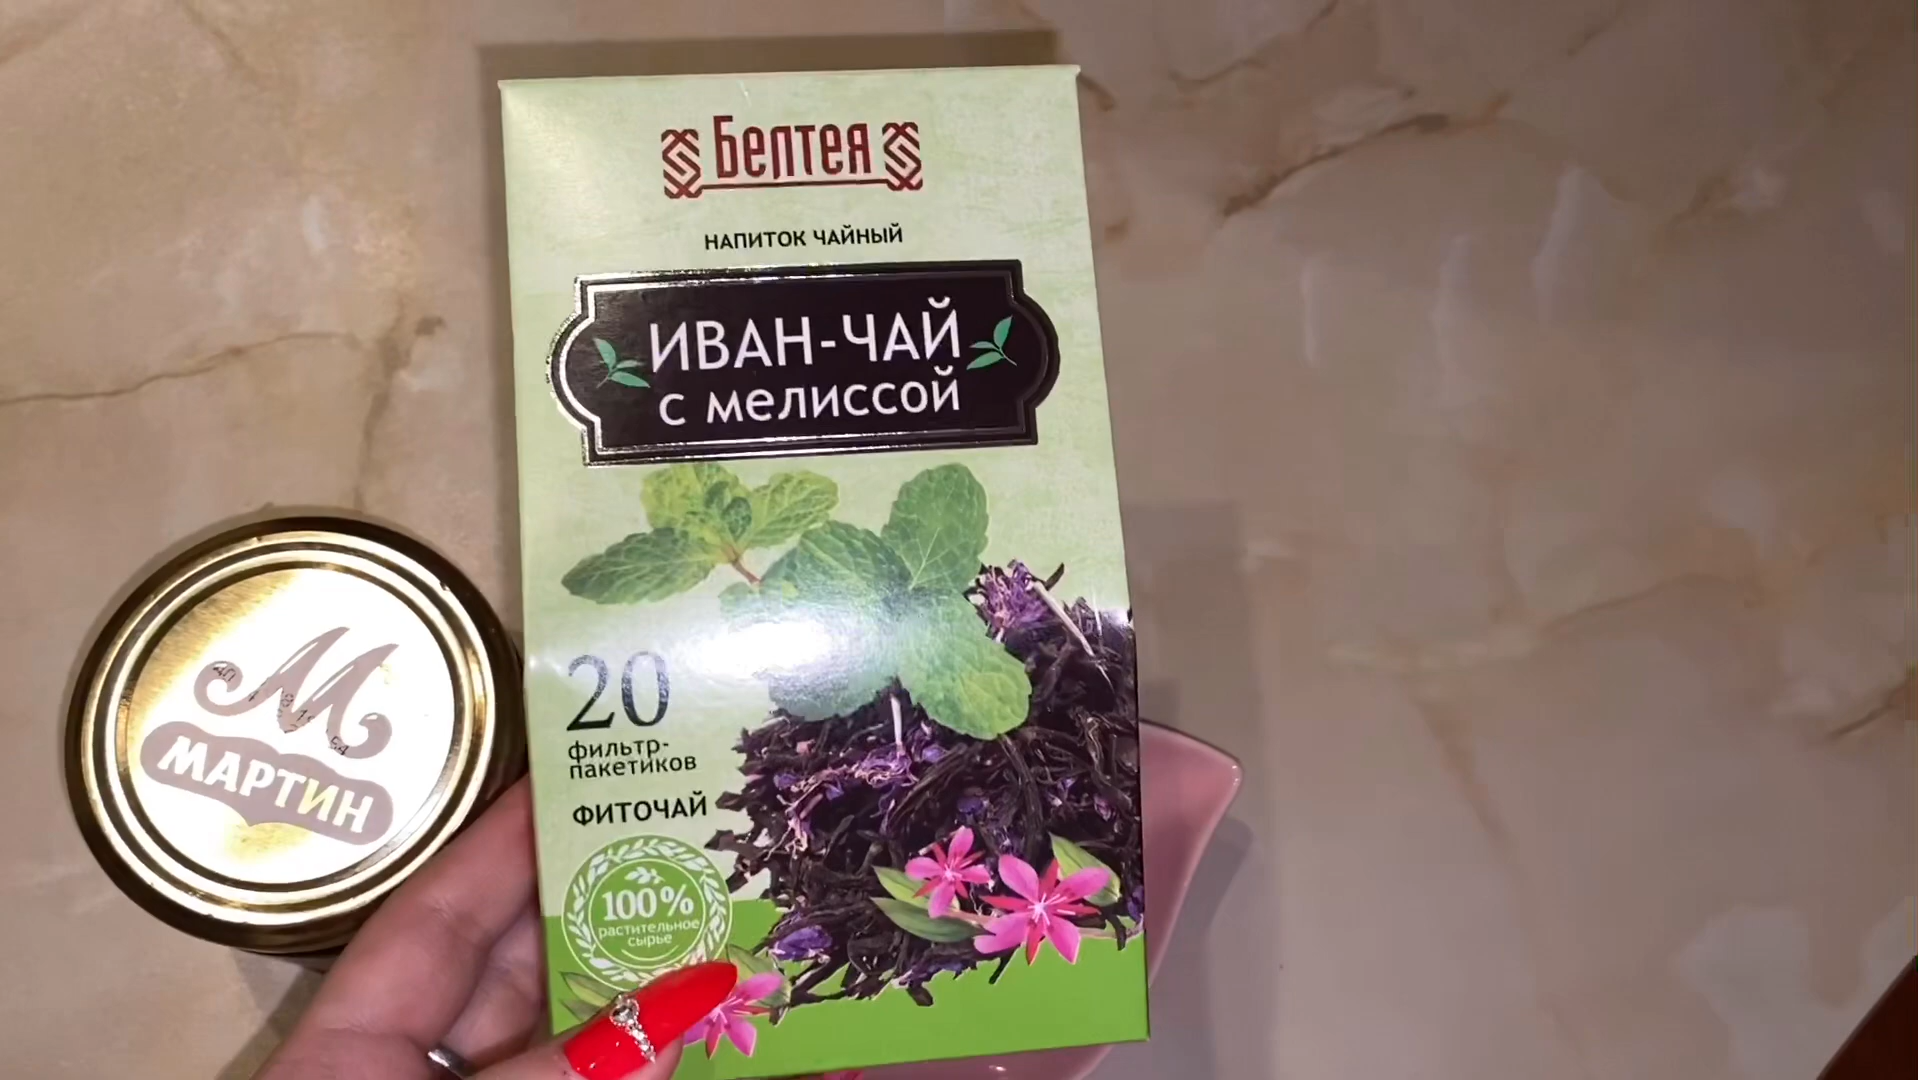 Белтея
НАПИТОК ЧАЙНЫЙ
ИВАН-ЧАЙ
с мелиссой
20
фильтр-
пакетиков
ФИТОЧАЙ
100%
растительное
сырье
М
МАРТИН